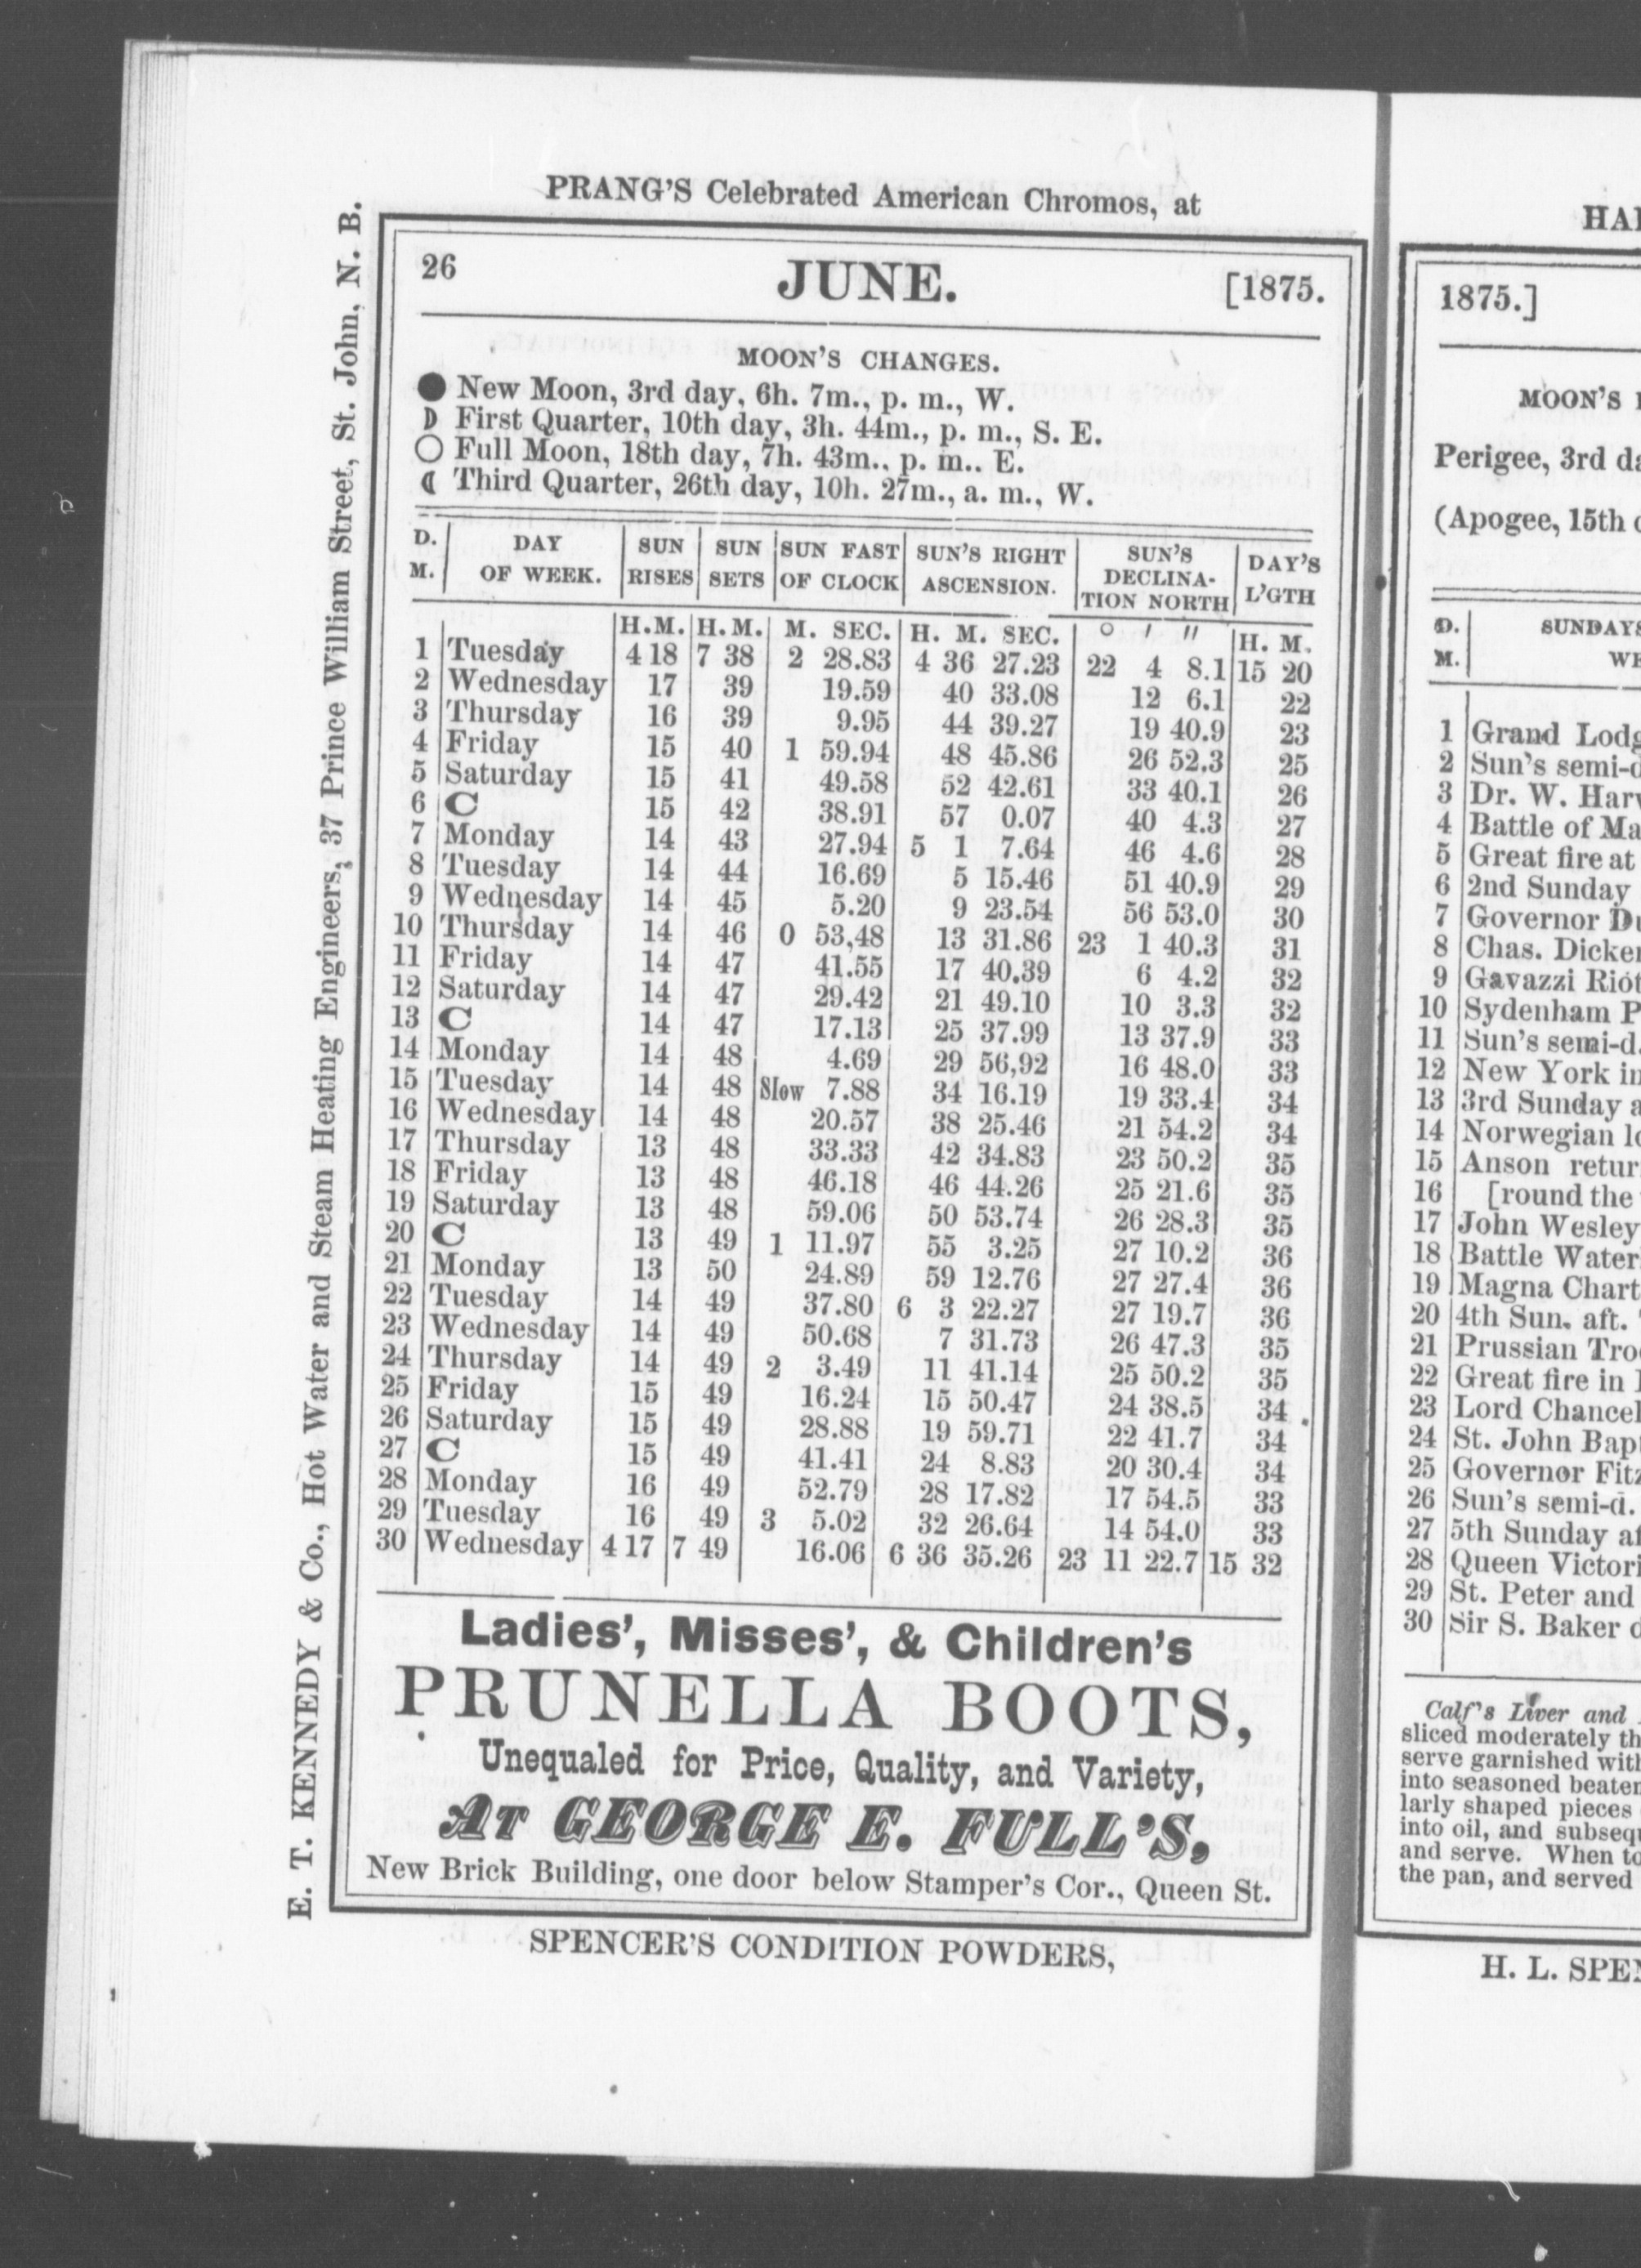 PRANG'S Celebrated American Chromos, at
E. T. KENNEDY & Co., Hot Water and Steam Heating Engineers, 37 Prince William Street, St. John, N. B.
26 JUNE. [1875.
MOON'S CHANGES.
New Moon, 3rd day, 6h. 7m., p. m., W.
First Quarter, 10th day, 3h. 44m., p. m., S. E.
Full Moon, 18th day, 7h. 43m.. p. m.. E.
Third Quarter, 26th day, 10h. 27m., a. m., W.
D. M. DAY OF WEEK. SUN RISES SUN SETS SUN FAST OF CLOCK SUN'S RIGHT ASCENSION. SUN'S DECLINA-TION NORTH DAY'S L'GTH
H.M. H.M. M. SEC. H. M. SEC. ° ' " H. M.
1 Tuesday 4 18 7 38 2 28.83 4 36 27.23 22 4 8.1 15 20
2 Wednesday 17 39 19.59 40 33.08 12 6.1 22
3 Thursday 16 39 9.95 44 39.27 19 40.9 23
4 Friday 15 40 1 59.94 48 45.86 26 52.3 25
5 Saturday 15 41 49.58 52 42.61 33 40.1 26
6 C 15 42 38.91 57 0.07 40 4.3 27
7 Monday 14 43 27.94 5 1 7.64 46 4.6 28
8 Tuesday 14 44 16.69 5 15.46 51 40.9 29
9 Wednesday 14 45 5.20 9 23.54 56 53.0 30
10 Thursday 14 46 0 53,48 13 31.86 23 1 40.3 31
11 Friday 14 47 41.55 17 40.39 6 4.2 32
12 Saturday 14 47 29.42 21 49.10 10 3.3 32
13 C 14 47 17.13 25 37.99 13 37.9 33
14 Monday 14 48 4.69 29 56,92 16 48.0 33
15 Tuesday 14 48 Slow 7.88 34 16.19 19 33.4 34
16 Wednesday 14 48 20.57 38 25.46 21 54.2 34
17 Thursday 13 48 33.33 42 34.83 23 50.2 35
18 Friday 13 48 46.18 46 44.26 25 21.6 35
19 Saturday 13 48 59.06 50 53.74 26 28.3 35
20 C 13 49 1 11.97 55 3.25 27 10.2 36
21 Monday 13 50 24.89 59 12.76 27 27.4 36
22 Tuesday 14 49 37.80 6 3 22.27 27 19.7 36
23 Wednesday 14 49 50.68 7 31.73 26 47.3 35
24 Thursday 14 49 2 3.49 11 41.14 25 50.2 35
25 Friday 15 49 16.24 15 50.47 24 38.5 34
26 Saturday 15 49 28.88 19 59.71 22 41.7 34
27 C 15 49 41.41 24 8.83 20 30.4 34
28 Monday 16 49 52.79 28 17.82 17 54.5 33
29 Tuesday 16 49 3 5.02 32 26.64 14 54.0 33
30 Wednesday 4 17 7 49 16.06 6 36 35.26 23 11 22.7 15 32
Ladies', Misses', & Children's
PRUNELLA BOOTS,
Unequaled for Price, Quality, and Variety,
At GEORGE E. FULL'S,
New Brick Building, one door below Stamper's Cor., Queen St.
SPENCER'S CONDITION POWDERS,
1875.]
MOON'S
Perigee, 3rd
(Apogee, 15th
D. M. SUNDAYS
1 Grand
2 Sun's
3 Dr. W.
4 Battle of
5 Great fire at
6 2nd Sunday
7 Governor
8 Chas.
9 Gavazzi
10 Sydenham
11 Sun's semi-d.
12 New York
13 3rd Sunday
14 Norwegian
15 Anson
16 [round the
17 John Wesley
18 Battle
19 Magna
20 4th Sun. aft.
21 Prussian
22 Great fire in
23 Lord
24 St. John
25 Governor
26 Sun's semi-d.
27 5th Sunday
28 Queen
29 St. Peter and
30 Sir S. Baker
Calf's Liver and
sliced moderately
serve garnished
into seasoned
larly shaped pieces
into oil, and
and serve. When
the pan, and served
H. L.